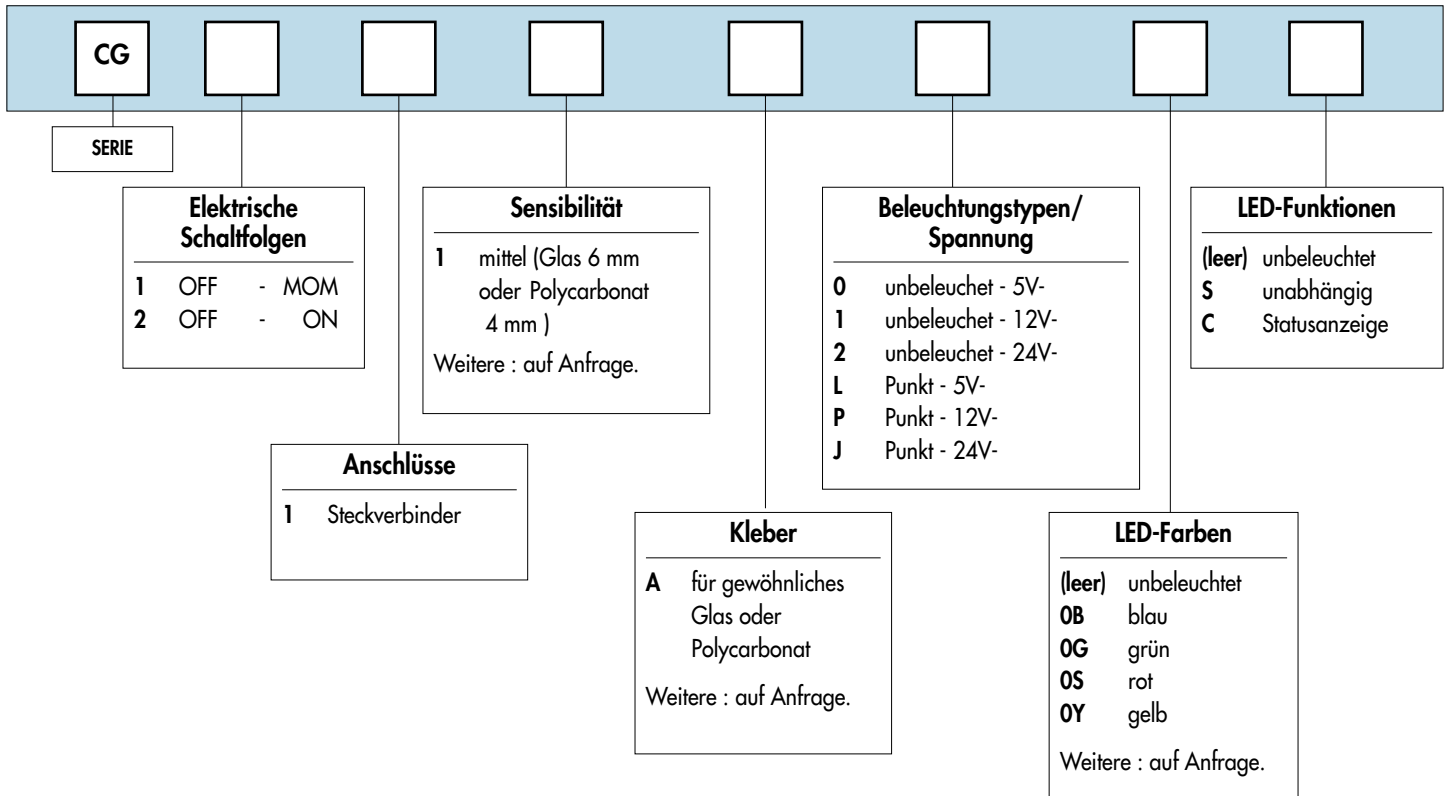 CG
SERIE
Elektrische
Schaltfolgen
1 OFF - MOM
2 OFF - ON
Anschlüsse
1 Steckverbinder
Sensibilität
1 mittel (Glas 6 mm
oder Polycarbonat
4 mm )
Weitere : auf Anfrage.
Kleber
A für gewöhnliches
Glas oder
Polycarbonat
Weitere : auf Anfrage.
Beleuchtungstypen/
Spannung
0 unbeleuchet - 5V-
1 unbeleuchet - 12V-
2 unbeleuchet - 24V-
L Punkt - 5V-
P Punkt - 12V-
J Punkt - 24V-
LED-Farben
(leer) unbeleuchtet
0B blau
0G grün
0S rot
0Y gelb
Weitere : auf Anfrage.
LED-Funktionen
(leer) unbeleuchtet
S unabhängig
C Statusanzeige